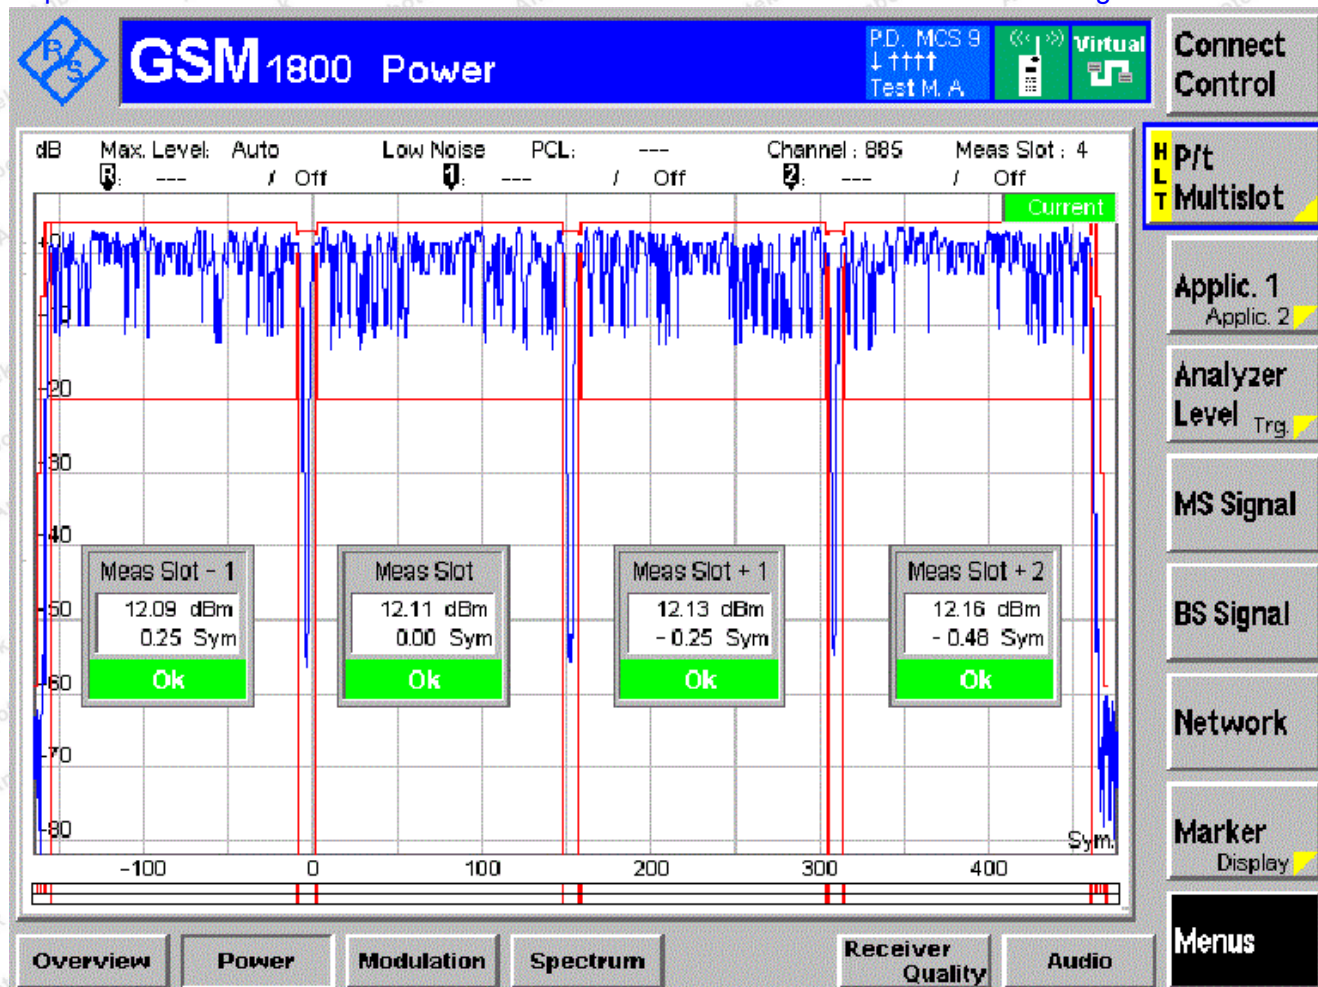 R S
GSM 1800 Power
P.D. MCS 9
↓ ↑↑↑↑
Test M. A
Virtual
Connect
Control
dB Max. Level: Auto Low Noise PCL: --- Channel : 885 Meas Slot : 4
R: --- / Off 1: --- / Off 2: --- / Off
Current
HLT
P/t
Multislot
Applic. 1
Applic. 2
Analyzer
Level Trg.
MS Signal
BS Signal
Network
Marker
Display
Menus
+0
-10
-20
-30
-40
-50
-60
-70
-80
Meas Slot - 1
12.09 dBm
0.25 Sym
Ok
Meas Slot
12.11 dBm
0.00 Sym
Ok
Meas Slot + 1
12.13 dBm
- 0.25 Sym
Ok
Meas Slot + 2
12.16 dBm
- 0.48 Sym
Ok
Sym.
-100 0 100 200 300 400
Overview Power Modulation Spectrum Receiver Quality Audio